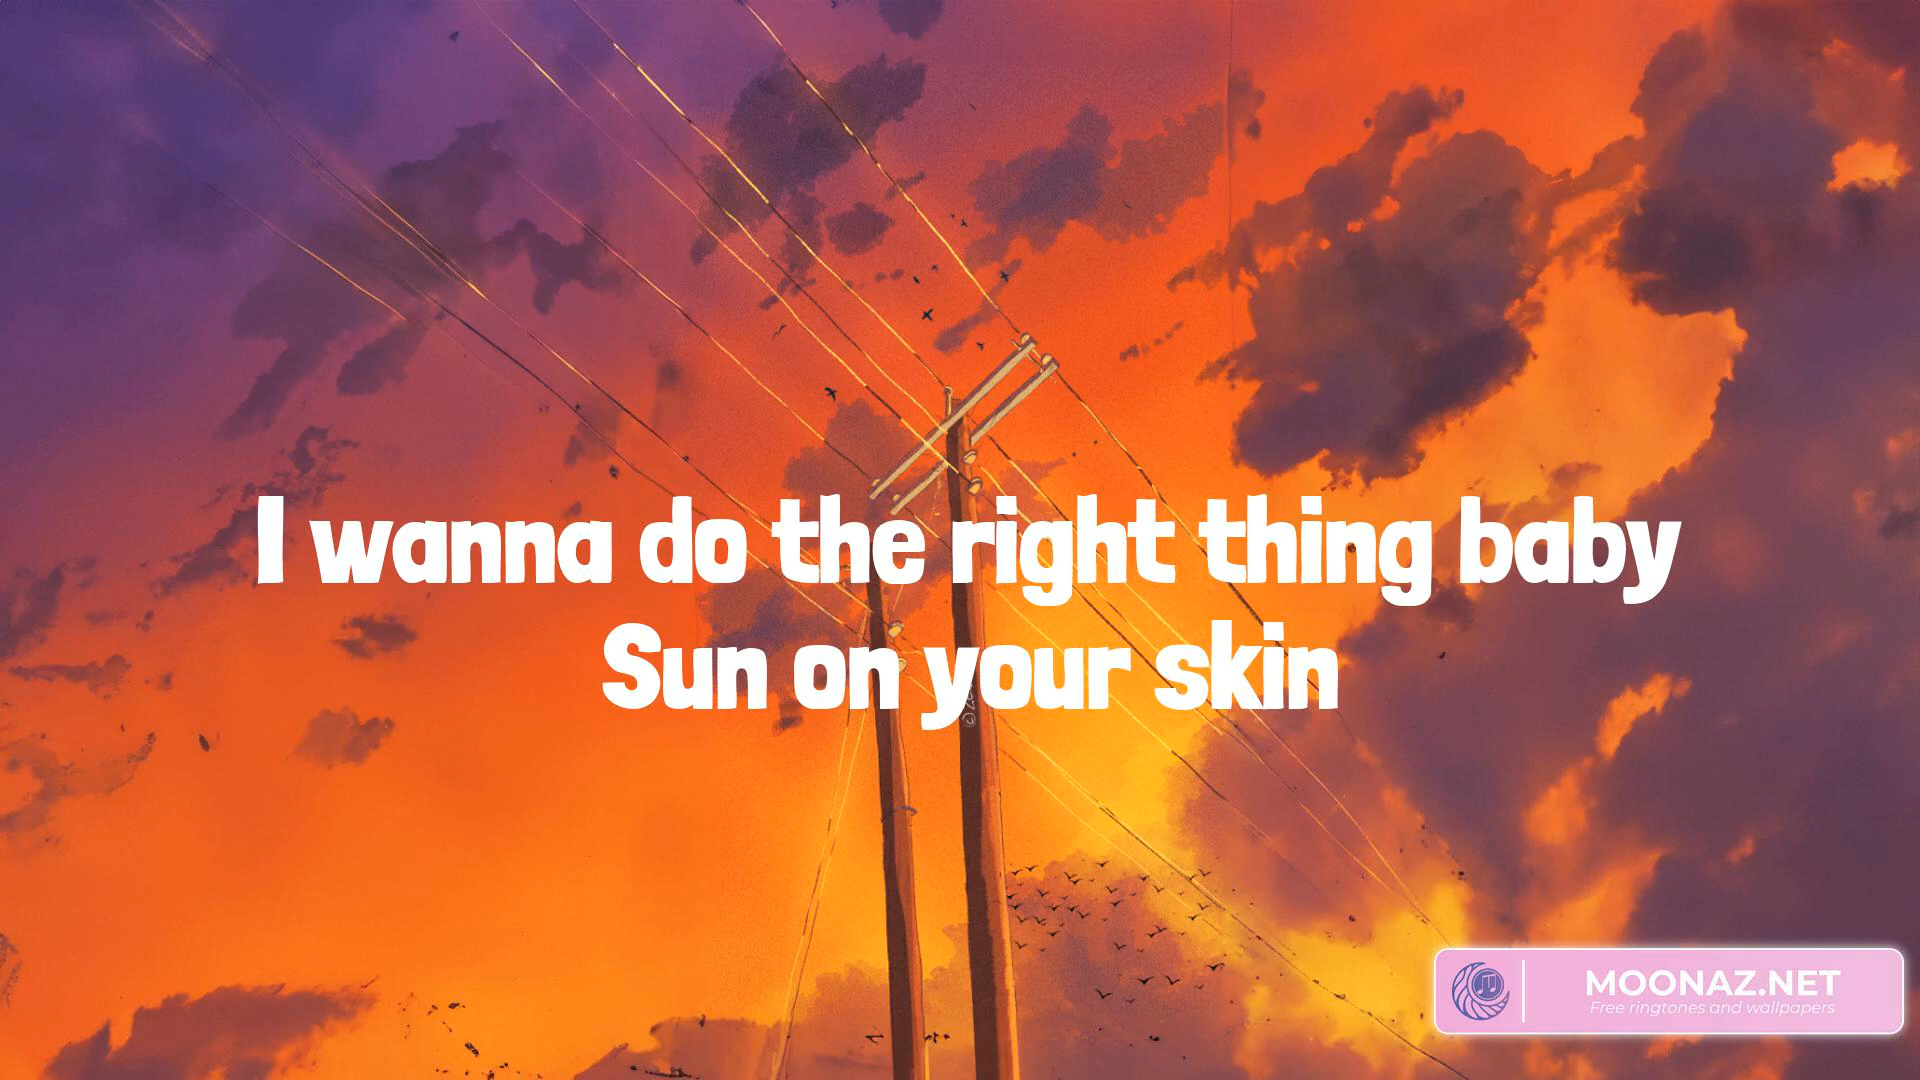 I wanna do the right thing baby
Sun on your skin
MOONAZ.NET
Free ringtones and wallpapers